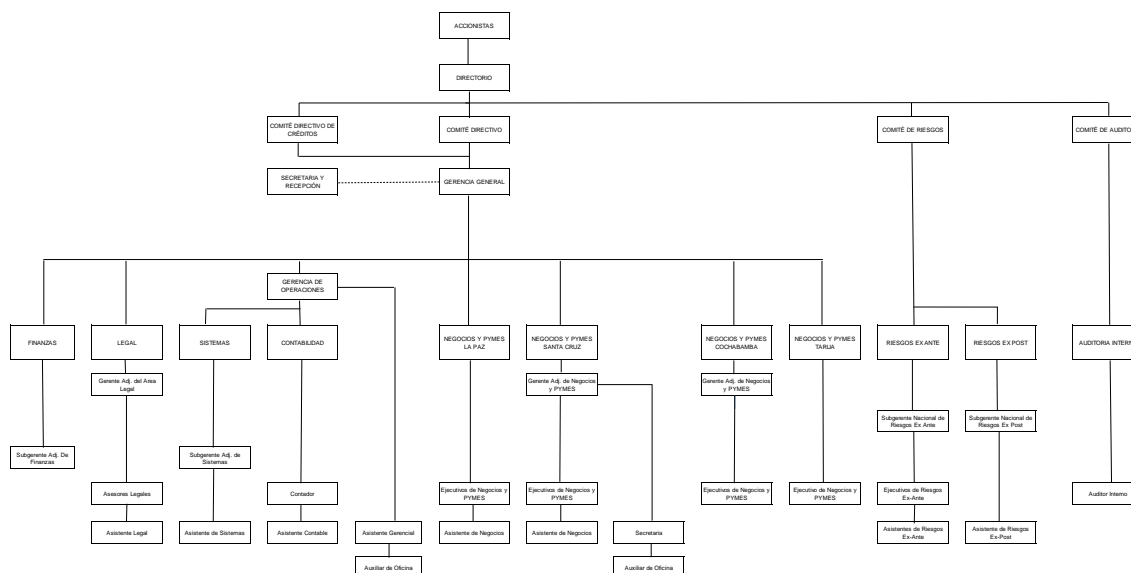 ACCIONISTAS
DIRECTORIO
COMITÉ DIRECTIVO DE
CRÉDITOS
COMITÉ DIRECTIVO
COMITÉ DE RIESGOS
COMITÉ DE AUDITO
SECRETARIA Y
RECEPCIÓN
GERENCIA GENERAL
GERENCIA DE
OPERACIONES
FINANZAS
LEGAL
SISTEMAS
CONTABILIDAD
NEGOCIOS Y PYMES
LA PAZ
NEGOCIOS Y PYMES
SANTA CRUZ
NEGOCIOS Y PYMES
COCHABAMBA
NEGOCIOS Y PYMES
TARIJA
RIESGOS EX ANTE
RIESGOS EX POST
AUDITORIA INTERN
Gerente Adj. del Area
Legal
Gerente Adj. de Negocios
y PYMES
Gerente Adj. de Negocios
y PYMES
Subgerente Nacional de
Riesgos Ex Ante
Subgerente Nacional de
Riesgos Ex Post
Subgerente Adj. De
Finanzas
Subgerente Adj. de
Sistemas
Asesores Legales
Contador
Ejecutivos de Negocios y
PYMES
Ejecutivos de Negocios y
PYMES
Ejecutivos de Negocios y
PYMES
Ejecutivo de Negocios y
PYMES
Ejecutivos de Riesgos
Ex-Ante
Auditor Interno
Asistente Legal
Asistente de Sistemas
Asistente Contable
Asistente Gerencial
Asistente de Negocios
Asistente de Negocios
Secretaria
Asistentes de Riesgos
Ex-Ante
Asistente de Riesgos
Ex-Post
Auxiliar de Oficina
Auxiliar de Oficina